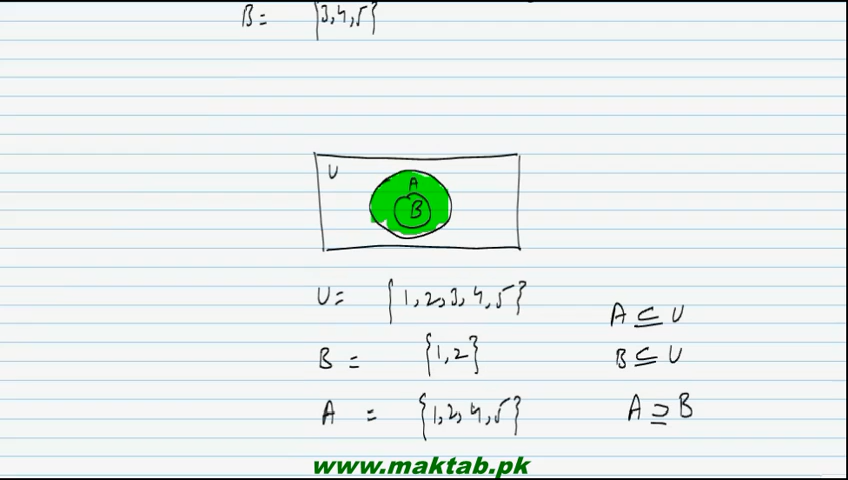 B = {3,4,5}
U
A
B
U = {1,2,3,4,5}
A ⊆ U
B = {1,2}
B ⊆ U
A = {1,2,4,5}
A ⊇ B
www.maktab.pk